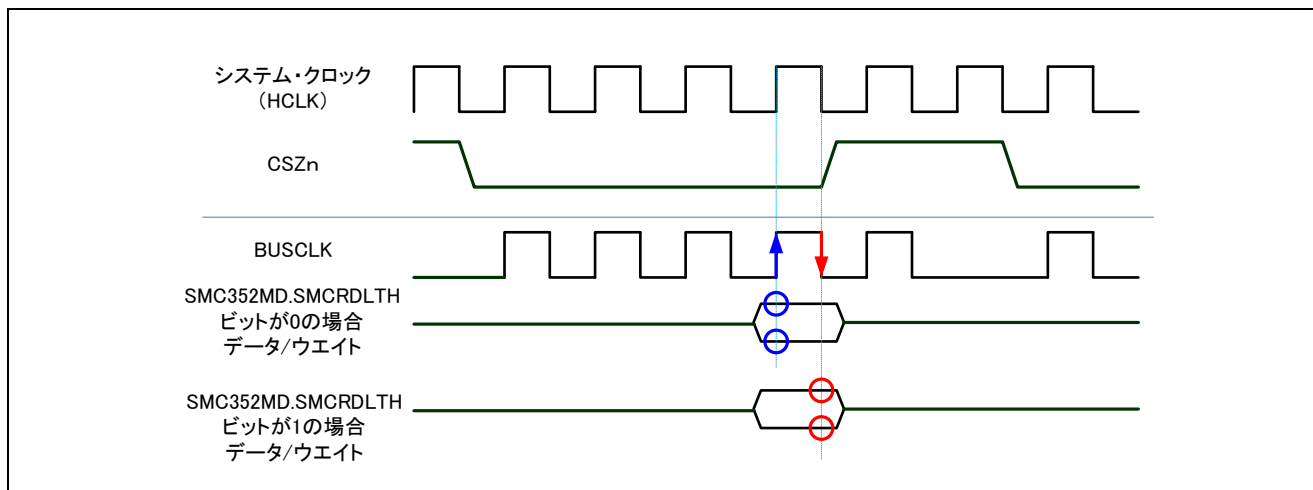 システム・クロック
(HCLK)
CSZn
BUSCLK
SMC352MD.SMCRDLTH
ビットが0の場合
データ/ウエイト
SMC352MD.SMCRDLTH
ビットが1の場合
データ/ウエイト